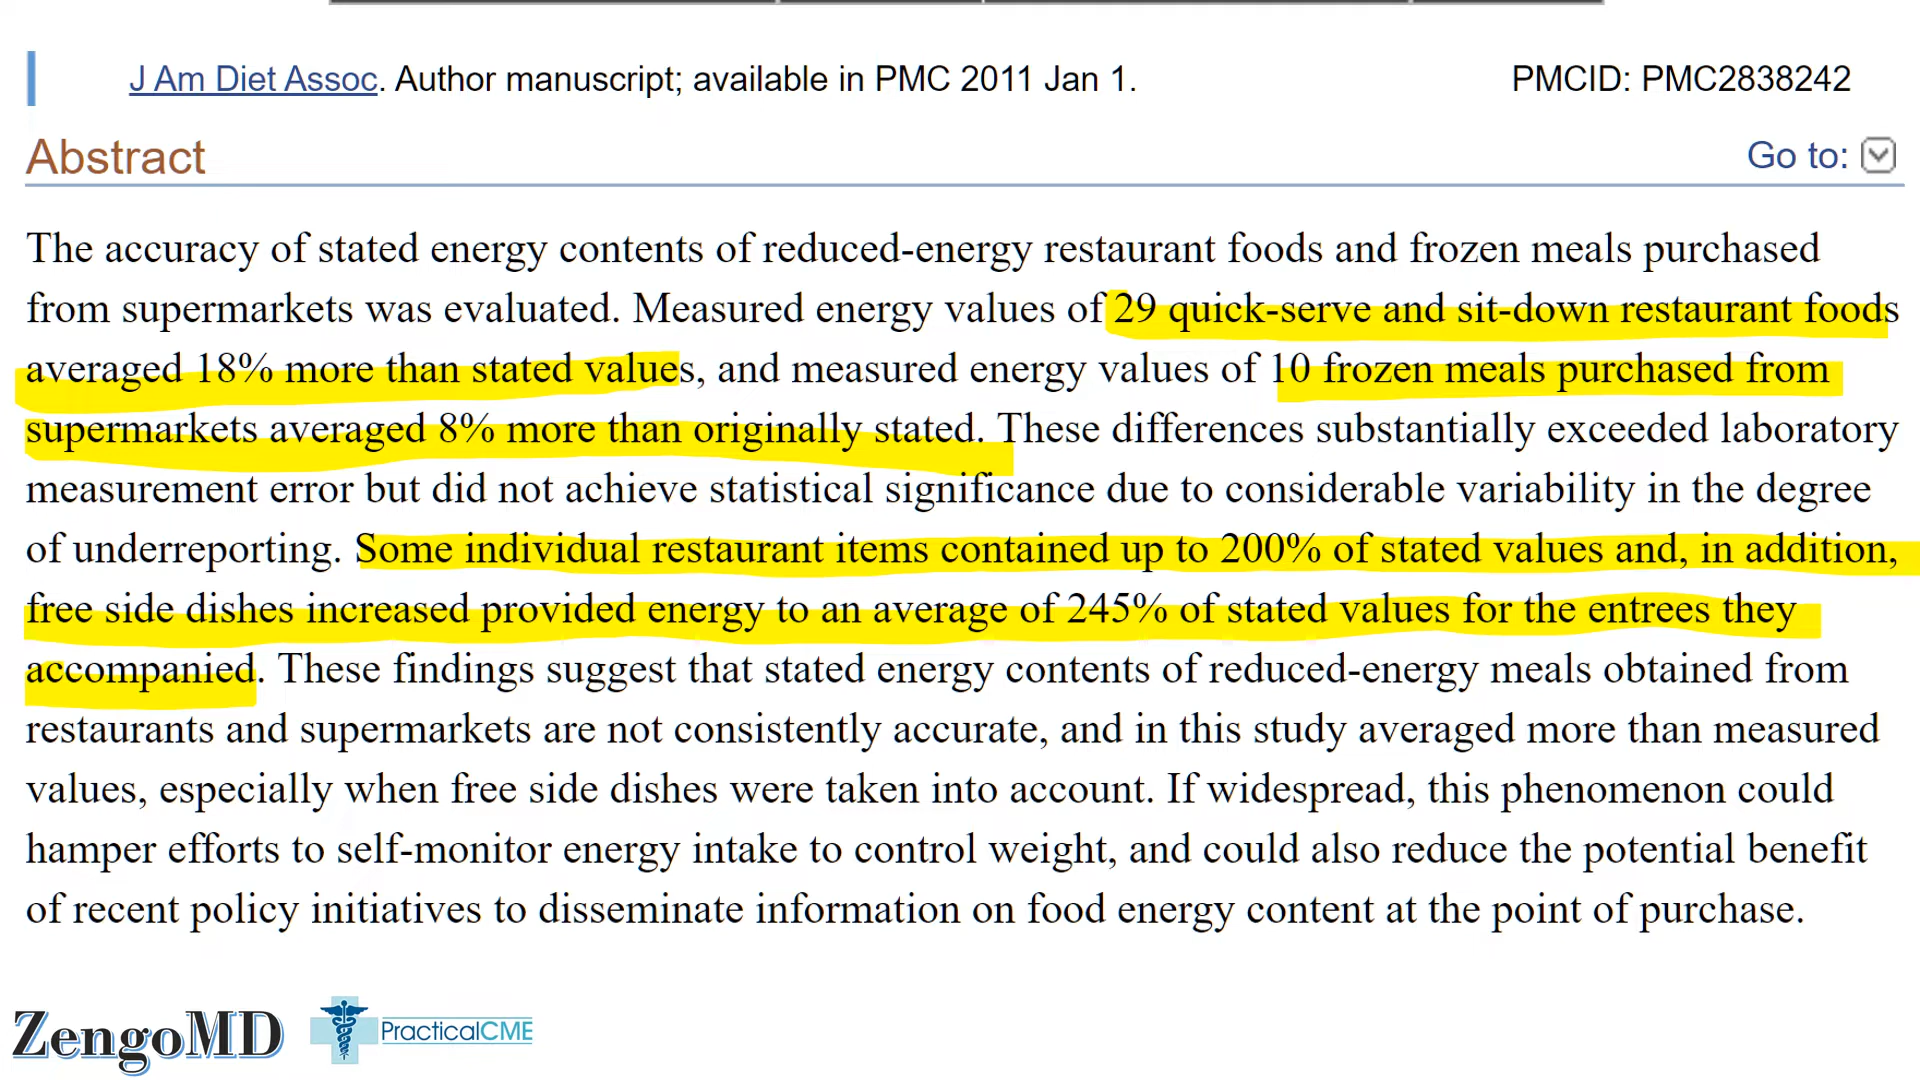 J Am Diet Assoc. Author manuscript; available in PMC 2011 Jan 1. PMCID: PMC2838242
Abstract Go to:
The accuracy of stated energy contents of reduced-energy restaurant foods and frozen meals purchased
from supermarkets was evaluated. Measured energy values of 29 quick-serve and sit-down restaurant foods
averaged 18% more than stated values, and measured energy values of 10 frozen meals purchased from
supermarkets averaged 8% more than originally stated. These differences substantially exceeded laboratory
measurement error but did not achieve statistical significance due to considerable variability in the degree
of underreporting. Some individual restaurant items contained up to 200% of stated values and, in addition,
free side dishes increased provided energy to an average of 245% of stated values for the entrees they
accompanied. These findings suggest that stated energy contents of reduced-energy meals obtained from
restaurants and supermarkets are not consistently accurate, and in this study averaged more than measured
values, especially when free side dishes were taken into account. If widespread, this phenomenon could
hamper efforts to self-monitor energy intake to control weight, and could also reduce the potential benefit
of recent policy initiatives to disseminate information on food energy content at the point of purchase.
ZengoMD PracticalCME